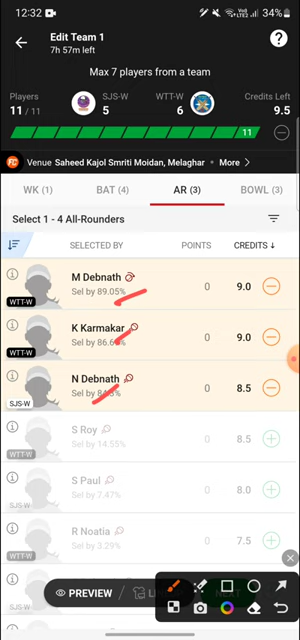 12:32 34%
Edit Team 1
7h 57m left
?
Max 7 players from a team
Players SJS-W WTT-W Credits Left
11 / 11 5 6 9.5
11
FC Venue Saheed Kajol Smriti Moidan, Melaghar • More >
WK (1) BAT (4) AR (3) BOWL (3)
Select 1 - 4 All-Rounders
SELECTED BY POINTS CREDITS ↓
M Debnath
Sel by 89.05% 0 9.0
WTT-W
K Karmakar
Sel by 0 9.0
WTT-W
N Debnath
Sel by 0 8.5
SJS-W
S Roy
Sel by 14.55% 0 8.5
WTT-W
S Paul
Sel by 7.47% 0 8.0
SJS-W
R Noatia
Sel by 3.29% 0 7.5
WTT-W
PREVIEW
SJS-W